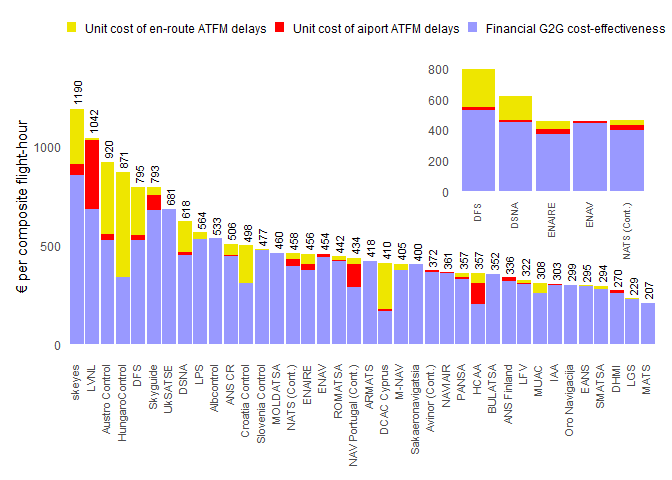 Unit cost of en-route ATFM delays
Unit cost of aiport ATFM delays
Financial G2G cost-effectiveness
€ per composite flight-hour
1000
500
0
1190
1042
920
871
795
793
681
618
564
533
506
498
477
460
458
456
454
442
434
418
410
405
400
372
361
357
357
352
336
322
308
303
299
295
294
270
229
207
skeyes
LVNL
Austro Control
HungaroControl
DFS
Skyguide
UkSATSE
DSNA
LPS
Albcontrol
ANS CR
Croatia Control
Slovenia Control
MOLDATSA
NATS (Cont.)
ENAIRE
ENAV
ROMATSA
NAV Portugal (Cont.)
ARMATS
DCAC Cyprus
M-NAV
Sakaeronavigatsia
Avinor (Cont.)
NAVIAIR
PANSA
HCAA
BULATSA
ANS Finland
LFV
MUAC
IAA
Oro Navigacija
EANS
SMATSA
DHMI
LGS
MATS
800
600
400
200
0
DFS
DSNA
ENAIRE
ENAV
NATS (Cont.)